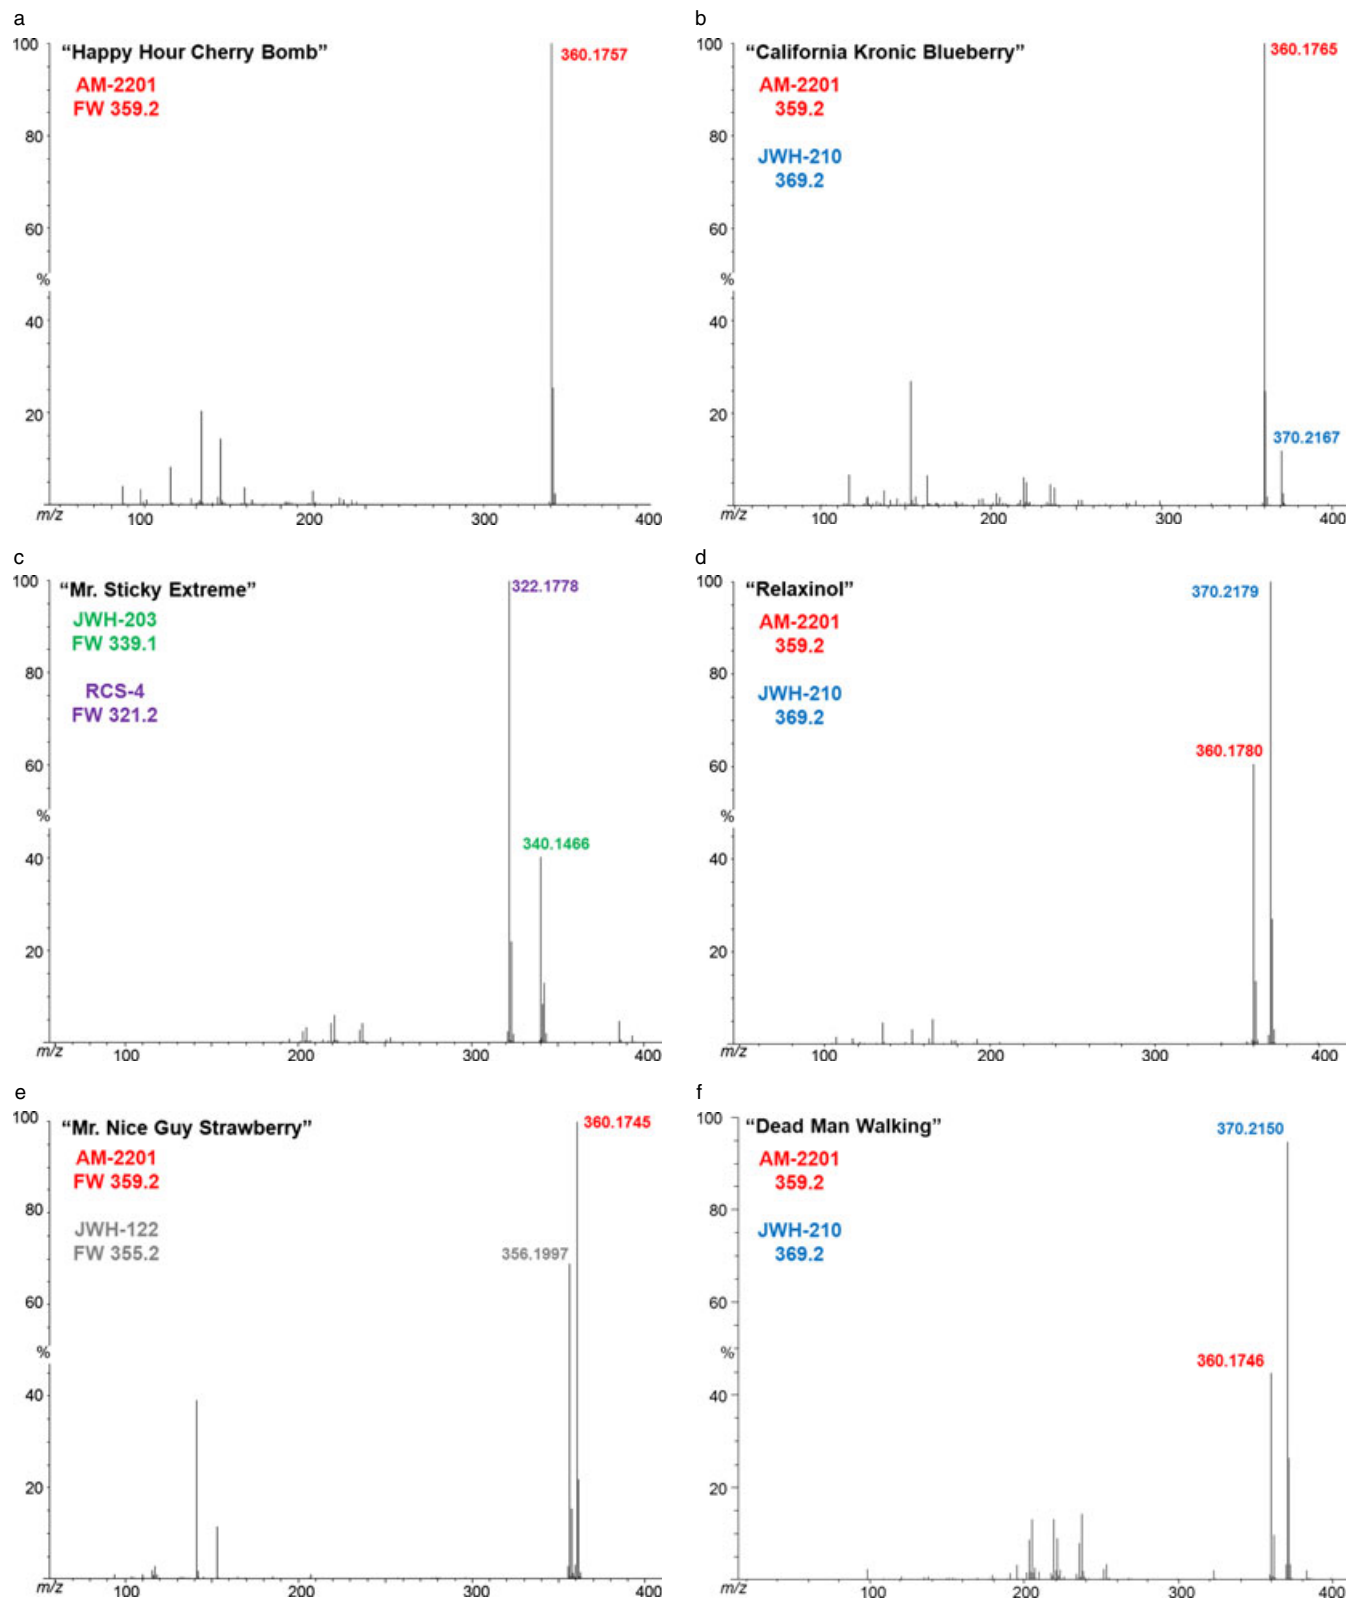 a
100
“Happy Hour Cherry Bomb”
AM-2201
FW 359.2
360.1757
80
60
%
40
20
m/z
100
200
300
400
b
100
“California Kronic Blueberry”
AM-2201
359.2
JWH-210
369.2
360.1765
80
60
%
40
20
370.2167
m/z
100
200
300
400
c
100
“Mr. Sticky Extreme”
JWH-203
FW 339.1
RCS-4
FW 321.2
322.1778
80
60
%
40
340.1466
20
m/z
100
200
300
400
d
100
“Relaxinol”
370.2179
AM-2201
359.2
JWH-210
369.2
80
360.1780
60
%
40
20
m/z
100
200
300
400
e
100
“Mr. Nice Guy Strawberry”
360.1745
AM-2201
FW 359.2
JWH-122
FW 355.2
80
356.1997
60
%
40
20
m/z
100
200
300
400
f
100
“Dead Man Walking”
370.2150
AM-2201
359.2
JWH-210
369.2
80
60
%
360.1746
40
20
m/z
100
200
300
400